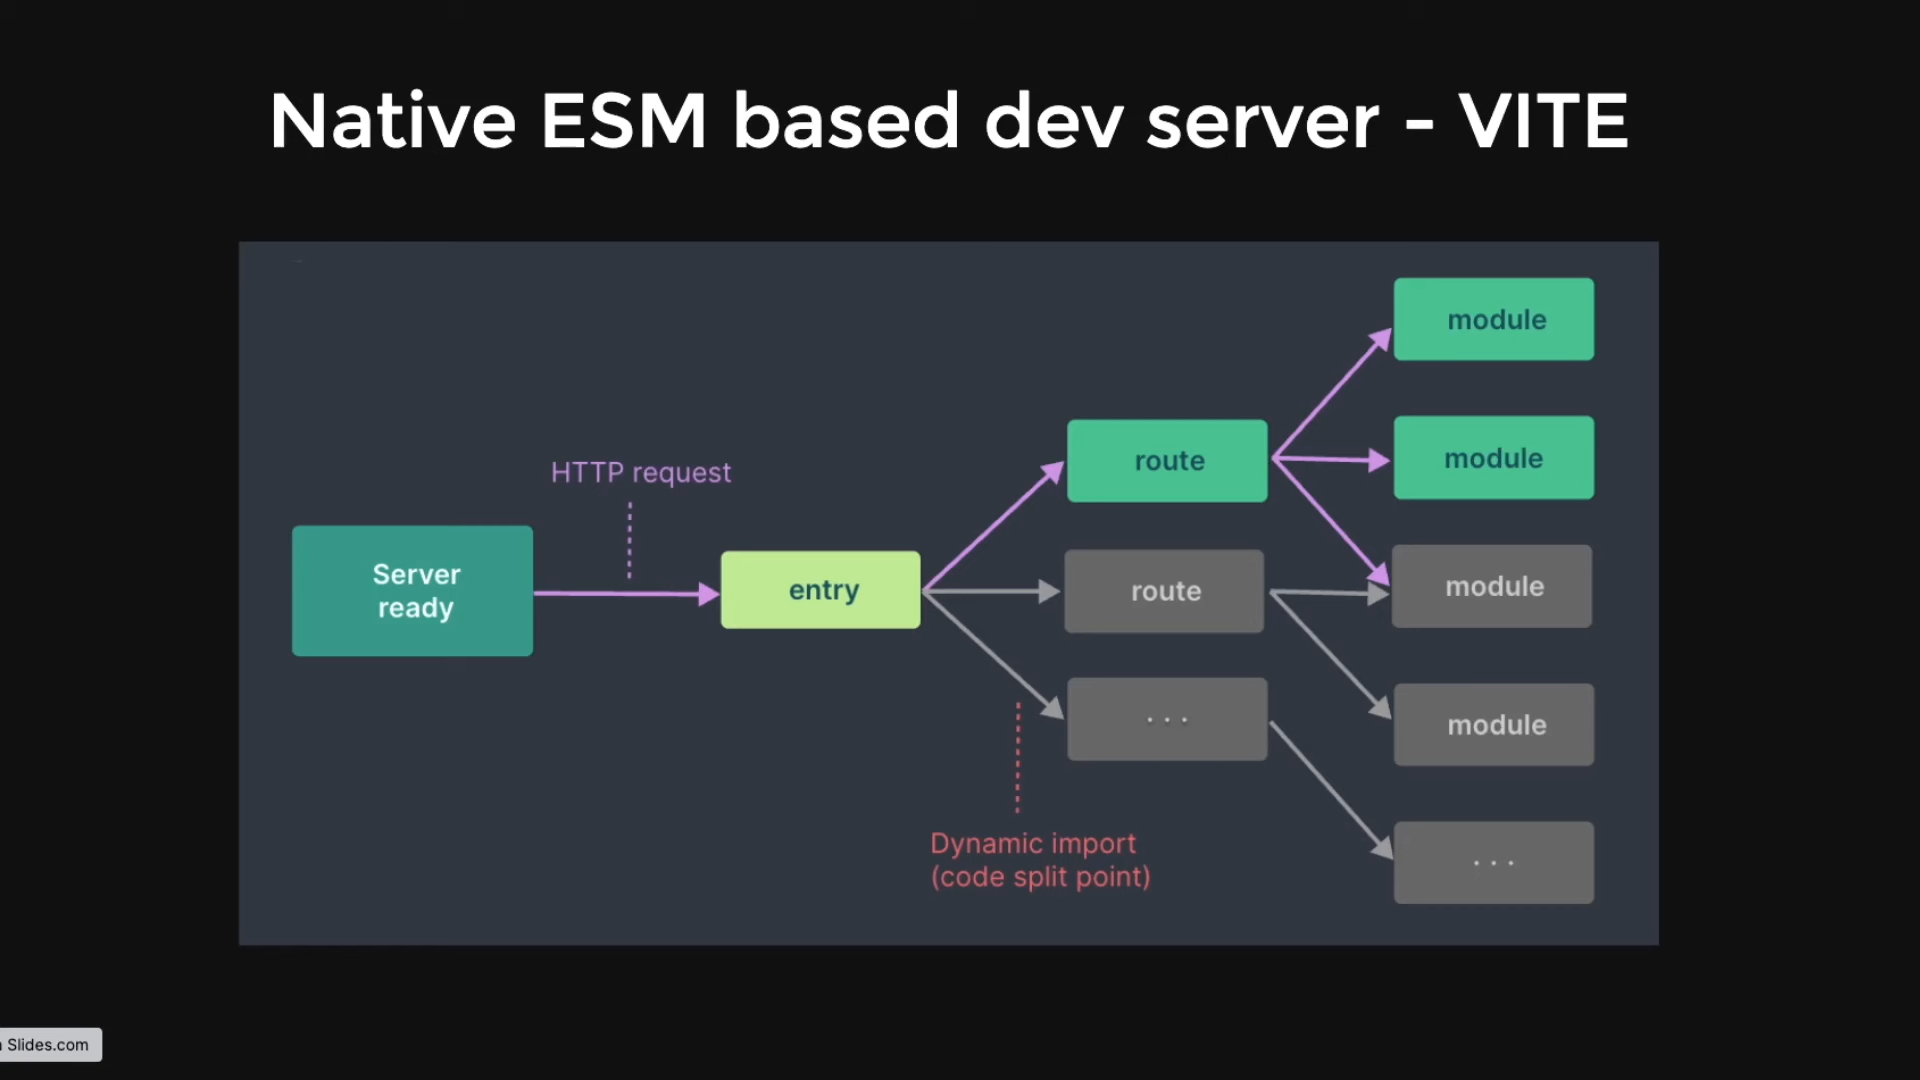 Native ESM based dev server - VITE
module
route
module
HTTP request
Server
ready
entry
route
module
. . .
module
Dynamic import
(code split point)
. . .
Slides.com